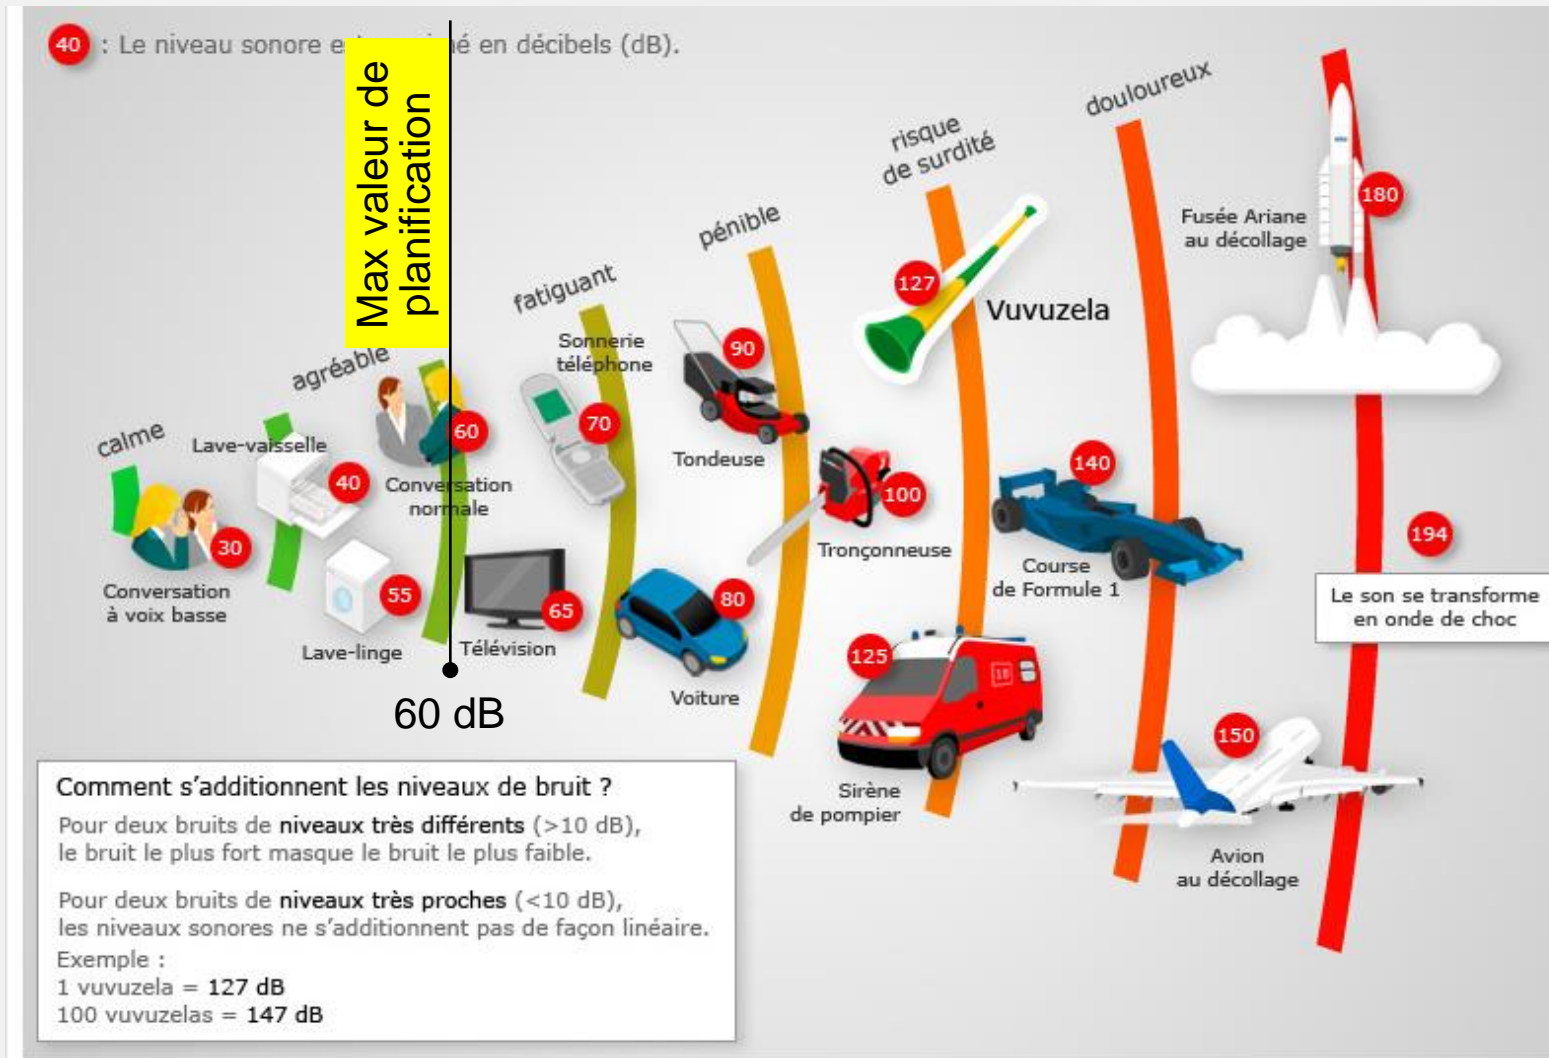 40 : Le niveau sonore es né en décibels (dB).
Max valeur de
planification
calme
agréable
fatiguant
pénible
risque
de surdité
douloureux
30
Conversation
à voix basse
Lave-vaisselle
40
55
Lave-linge
60
Conversation
normale
65
Télévision
60 dB
Sonnerie
téléphone
70
80
Voiture
90
Tondeuse
100
Tronçonneuse
127
Vuvuzela
125
18
Sirène
de pompier
140
Course
de Formule 1
150
Avion
au décollage
180
Fusée Ariane
au décollage
194
Le son se transforme
en onde de choc
Comment s’additionnent les niveaux de bruit ?
Pour deux bruits de niveaux très différents (>10 dB),
le bruit le plus fort masque le bruit le plus faible.
Pour deux bruits de niveaux très proches (<10 dB),
les niveaux sonores ne s’additionnent pas de façon linéaire.
Exemple :
1 vuvuzela = 127 dB
100 vuvuzelas = 147 dB